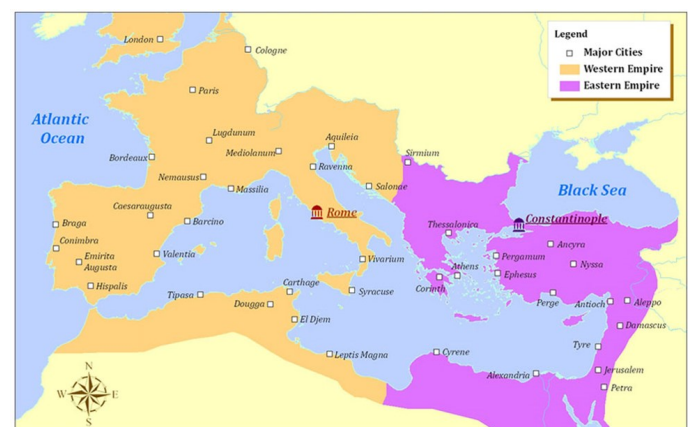 Legend
Major Cities
Western Empire
Eastern Empire
London
Cologne
Paris
Atlantic
Ocean
Lugdunum
Mediolanum
Aquileia
Bordeaux
Ravenna
Sirmium
Nemausus
Massilia
Salonae
Black Sea
Caesaraugusta
Barcino
Rome
Constantinople
Braga
Thessalonica
Conimbra
Ancyra
Valentia
Vivarium
Pergamum
Emirita
Augusta
Athens
Nyssa
Ephesus
Hispalis
Carthage
Syracuse
Corinth
Tipasa
Dougga
Perge
Antioch
Aleppo
El Djem
Damascus
Tyre
Leptis Magna
Cyrene
Alexandria
Jerusalem
Petra
N
W
E
S